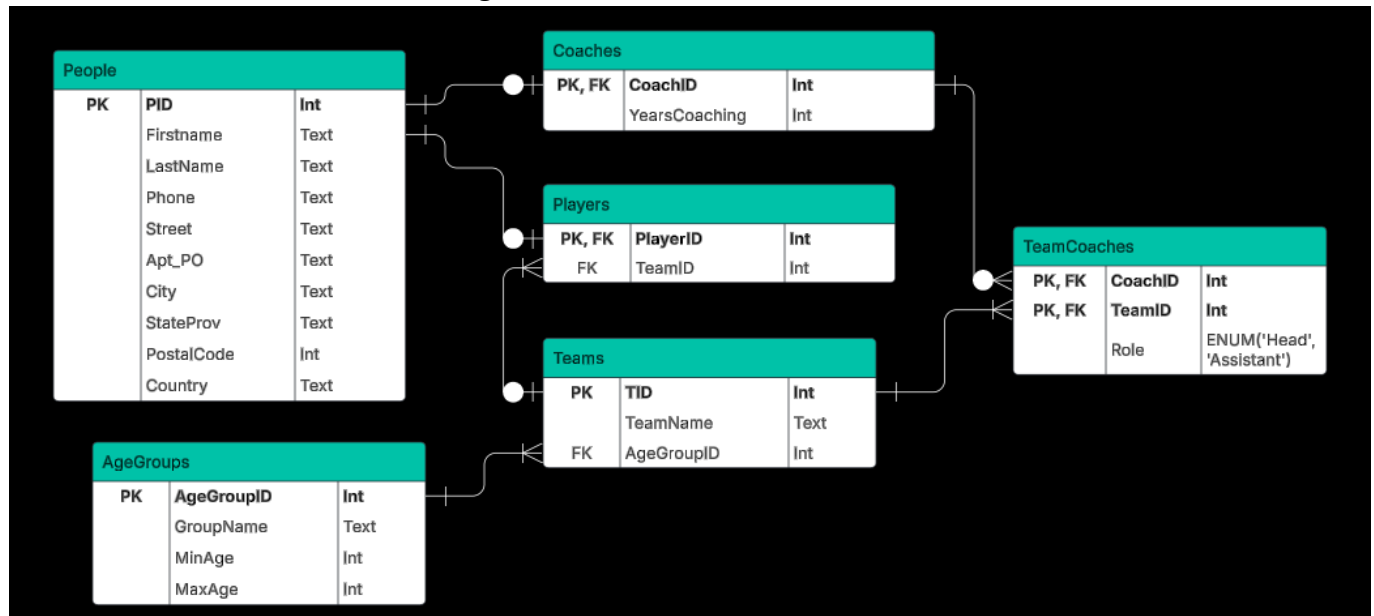 People
PK PID Int
Firstname Text
LastName Text
Phone Text
Street Text
Apt_PO Text
City Text
StateProv Text
PostalCode Int
Country Text
AgeGroups
PK AgeGroupID Int
GroupName Text
MinAge Int
MaxAge Int
Coaches
PK, FK CoachID Int
YearsCoaching Int
Players
PK, FK PlayerID Int
FK TeamID Int
Teams
PK TID Int
TeamName Text
FK AgeGroupID Int
TeamCoaches
PK, FK CoachID Int
PK, FK TeamID Int
Role ENUM('Head',
'Assistant')